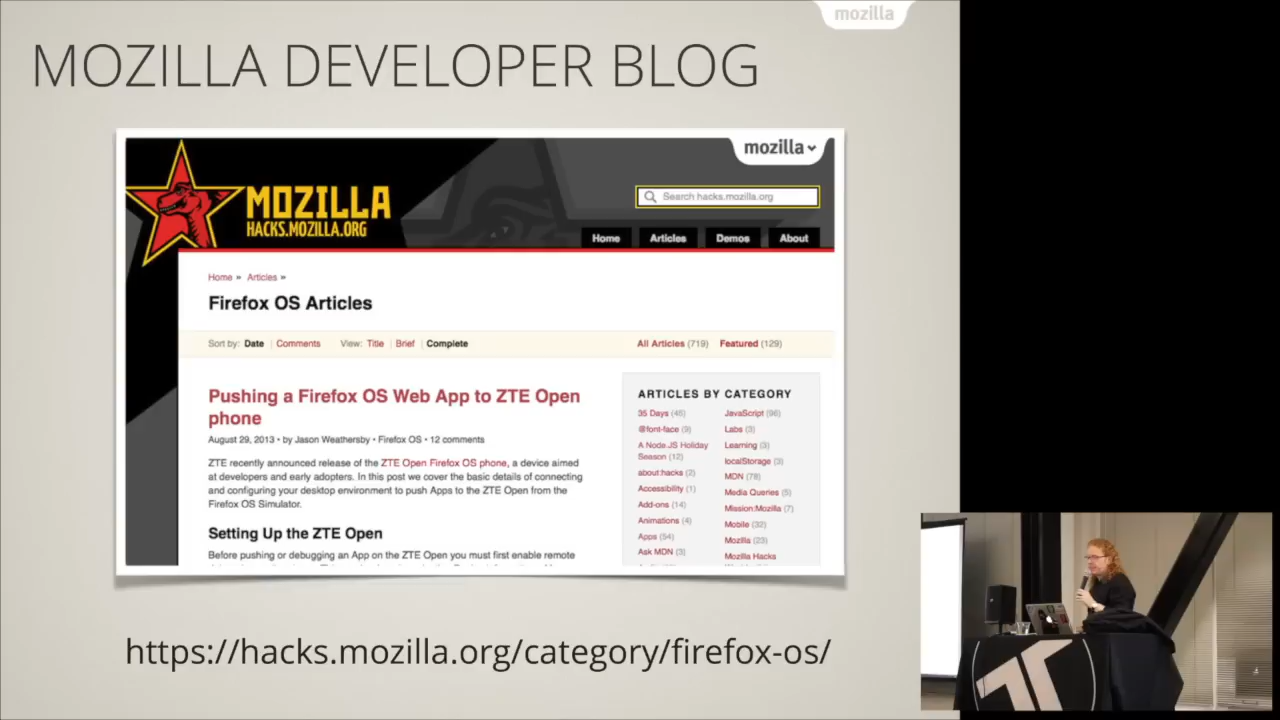 mozilla
MOZILLA DEVELOPER BLOG
mozilla
MOZILLA
HACKS.MOZILLA.ORG
Search hacks.mozilla.org
Home Articles Demos About
Home » Articles »
Firefox OS Articles
Sort by: Date | Comments View: Title | Brief | Complete
All Articles (719) Featured (129)
Pushing a Firefox OS Web App to ZTE Open
phone
August 29, 2013 • by Jason Weathersby • Firefox OS • 12 comments
ZTE recently announced release of the ZTE Open Firefox OS phone, a device aimed
at developers and early adopters. In this post we cover the basic details of connecting
and configuring your desktop environment to push Apps to the ZTE Open from the
Firefox OS Simulator.
Setting Up the ZTE Open
Before pushing or debugging an App on the ZTE Open you must first enable remote
ARTICLES BY CATEGORY
35 Days (45)
@font-face (9)
A Node.JS Holiday
Season (12)
about:hacks (2)
Accessibility (1)
Add-ons (14)
Animations (4)
Apps (54)
Ask MDN (3)
JavaScript (96)
Labs (3)
Learning (3)
localStorage (3)
MDN (78)
Media Queries (5)
Mission:Mozilla (7)
Mobile (32)
Mozilla (23)
Mozilla Hacks
https://hacks.mozilla.org/category/firefox-os/